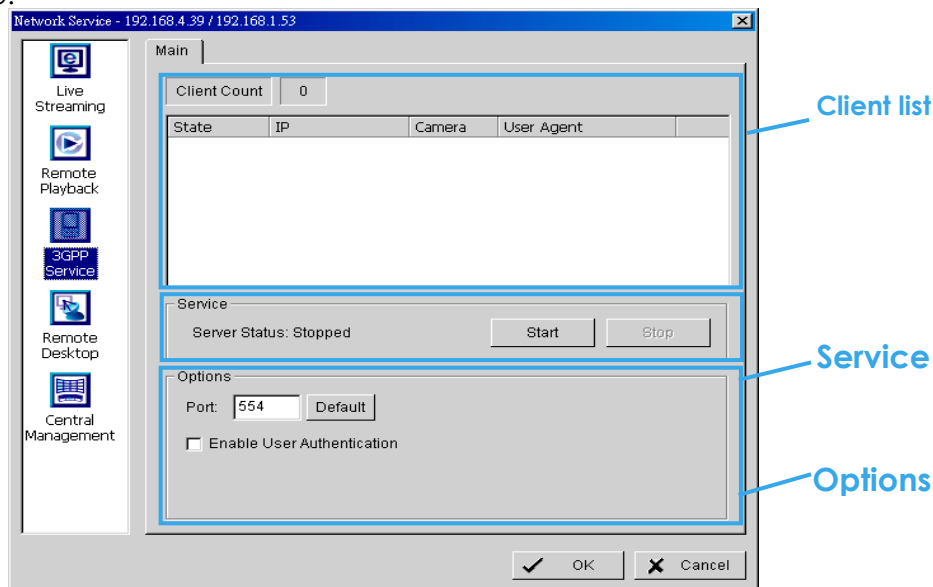 Network Service - 192.168.4.39 / 192.168.1.53
Live
Streaming
Remote
Playback
3GPP
Service
Remote
Desktop
Central
Management
Main
Client Count 0
State IP Camera User Agent
Service
Server Status: Stopped Start Stop
Options
Port: 554 Default
Enable User Authentication
OK Cancel
Client list
Service
Options